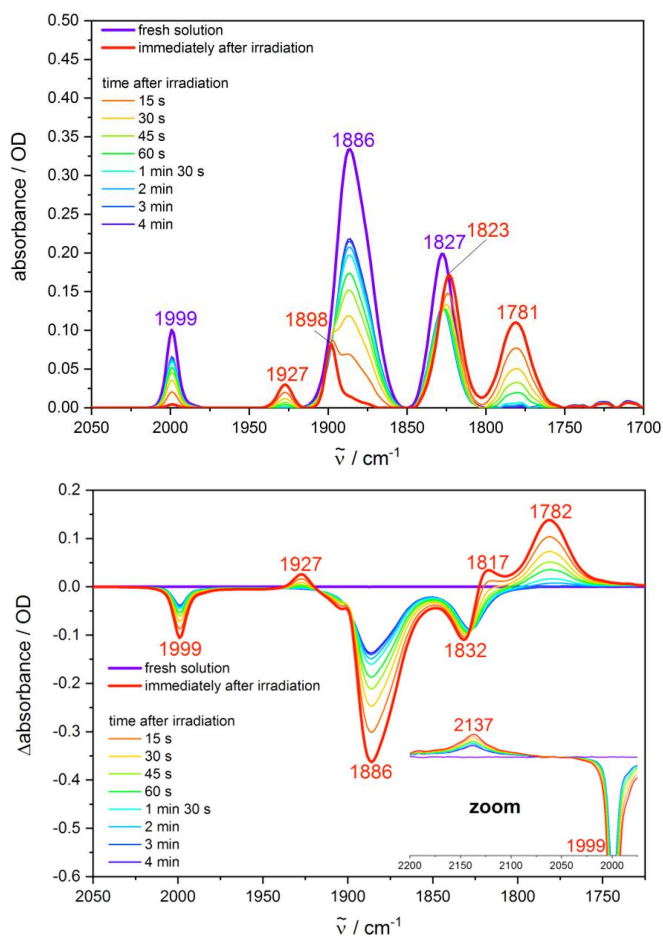 0.50
0.45
0.40
0.35
0.30
0.25
0.20
0.15
0.10
0.05
0.00
absorbance / OD
fresh solution
immediately after irradiation
time after irradiation
15 s
30 s
45 s
60 s
1 min 30 s
2 min
3 min
4 min
1999
1927
1898
1886
1827
1823
1781
2050 2000 1950 1900 1850 1800 1750 1700
ν̃ / cm⁻¹
0.2
0.1
0.0
-0.1
-0.2
-0.3
-0.4
-0.5
-0.6
Δabsorbance / OD
1999
1927
1886
1832
1817
1782
fresh solution
immediately after irradiation
time after irradiation
15 s
30 s
45 s
60 s
1 min 30 s
2 min
3 min
4 min
2137
zoom
1999
2200 2150 2100 2050 2000
2050 2000 1950 1900 1850 1800 1750
ν̃ / cm⁻¹